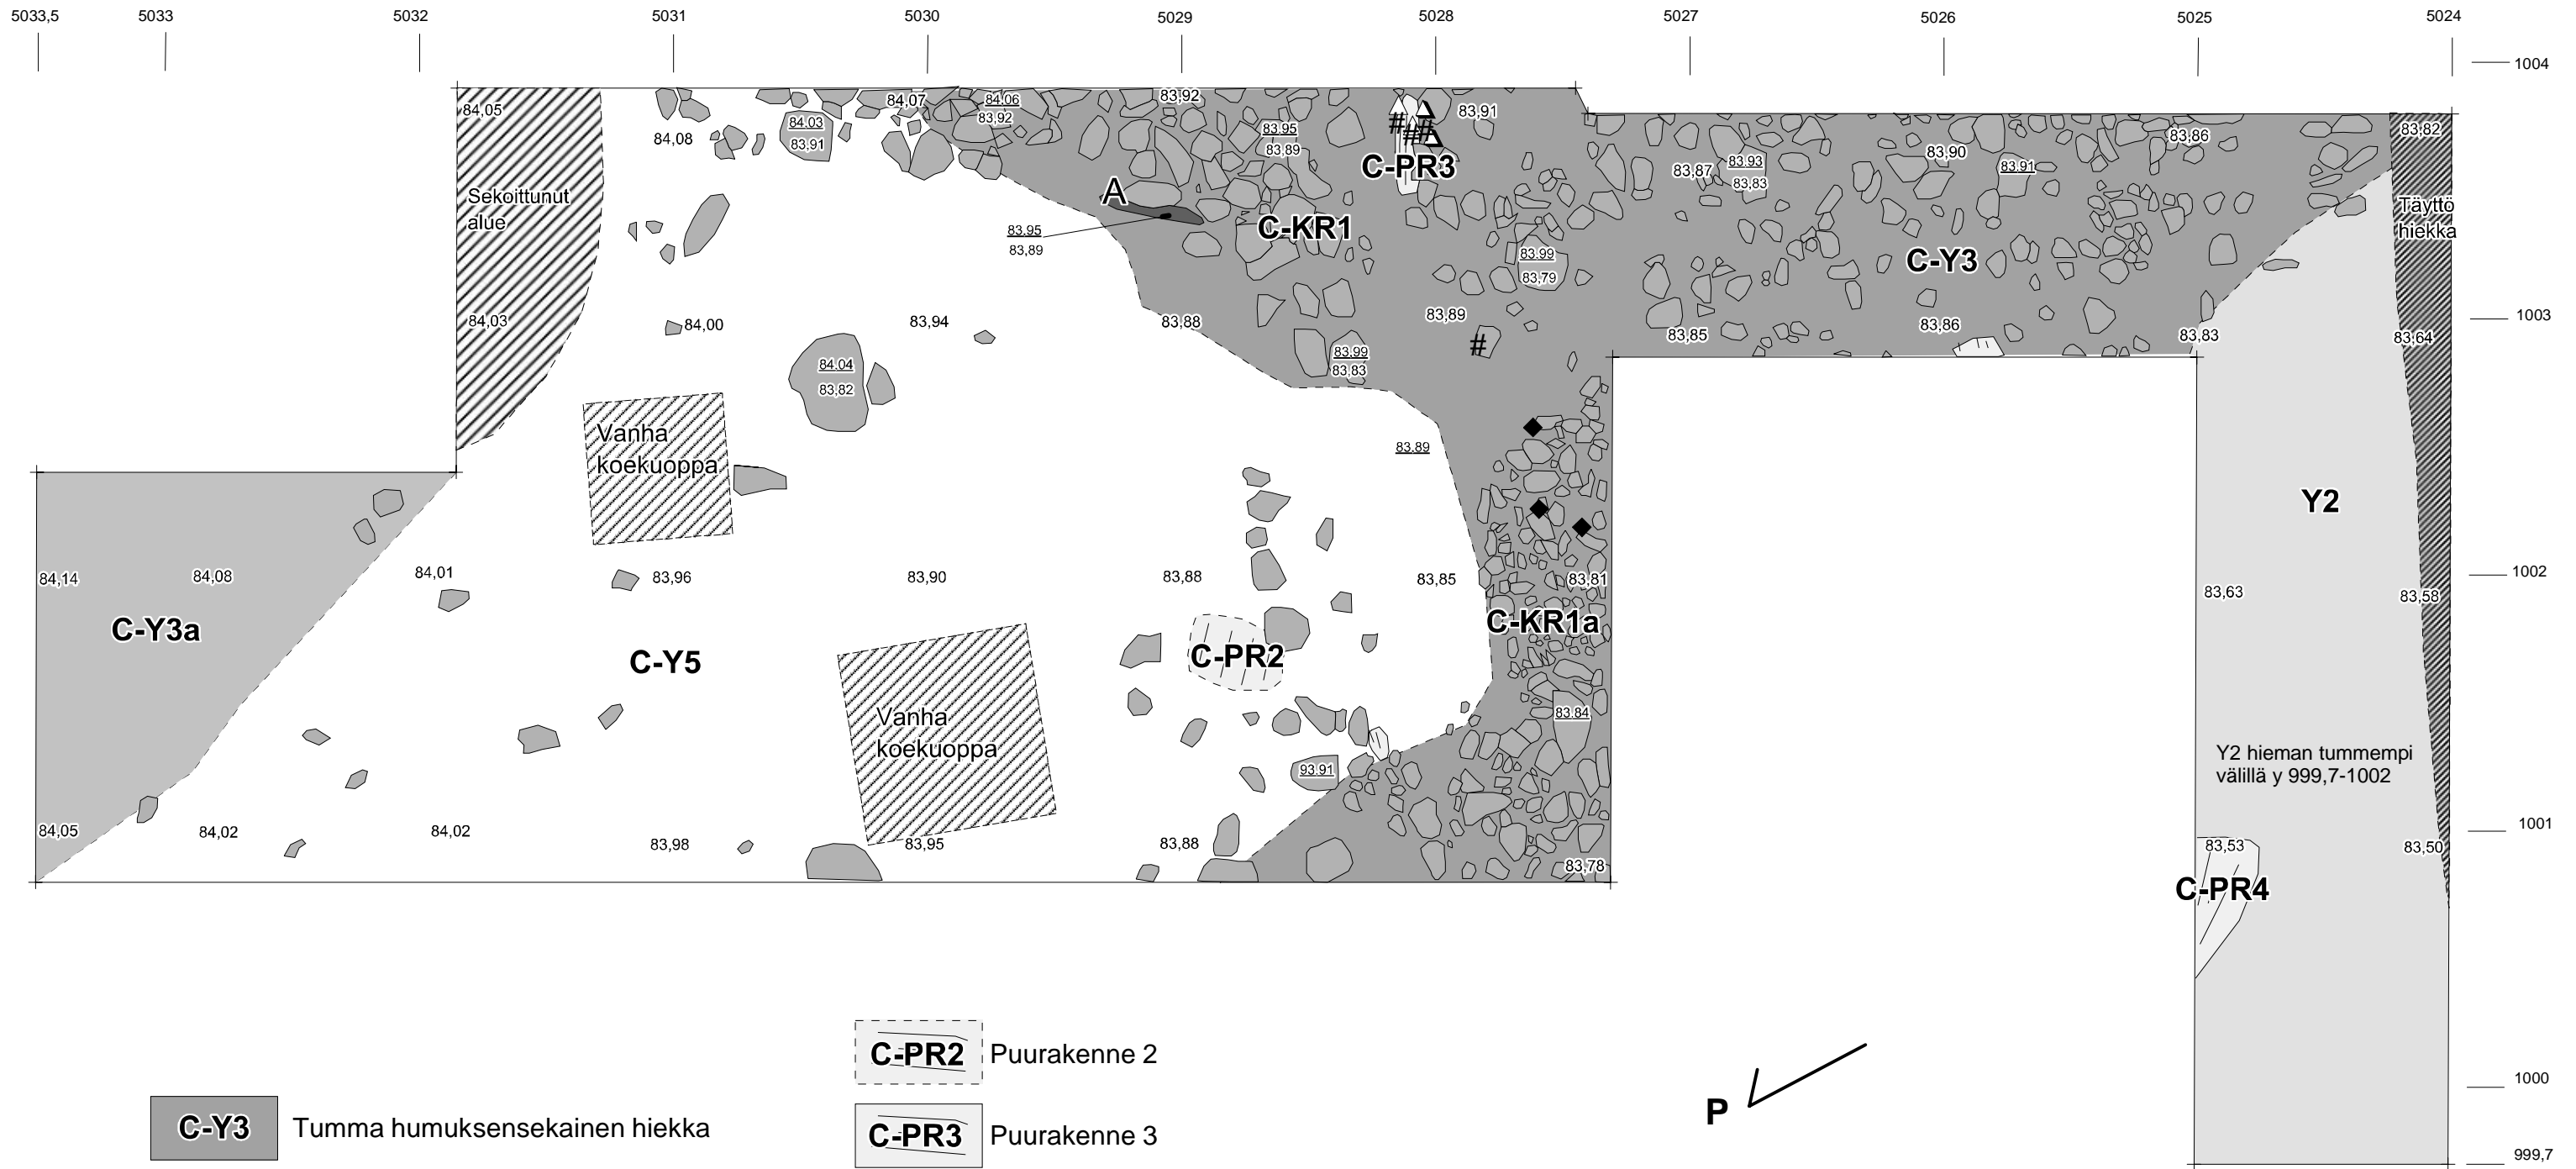 5033,5 5033 5032 5031 5030 5029 5028 5027 5026 5025 5024
1004
84,05
84,08
84.03
83,91
84,07
84.06
83,92
83,92
83.95
83,89
83,91
# # #
C-PR3
83,87
83.93
83,83
83,90
83.91
83,86
83,82
Sekoittunut
alue
A
83.95
83,89
C-KR1
83.99
83,79
C-Y3
Täyttö
hiekka
84,03
84,00
83,94
83,88
83,89
#
83,85
83,86
83,83
83,64
1003
84.04
83,82
83.99
83,83
Vanha
koekuoppa
83.89
Y2
84,14
84,08
84,01
83,96
83,90
83,88
83,85
83,81
83,63
83,58
1002
C-Y3a
C-Y5
C-PR2
C-KR1a
Vanha
koekuoppa
83.84
93.91
Y2 hieman tummempi
välillä y 999,7-1002
84,05
84,02
84,02
83,98
83,95
83,88
83,78
83,53
83,50
1001
C-PR4
C-PR2 Puurakenne 2
1000
P
C-Y3 Tumma humuksensekainen hiekka
C-PR3 Puurakenne 3
999,7